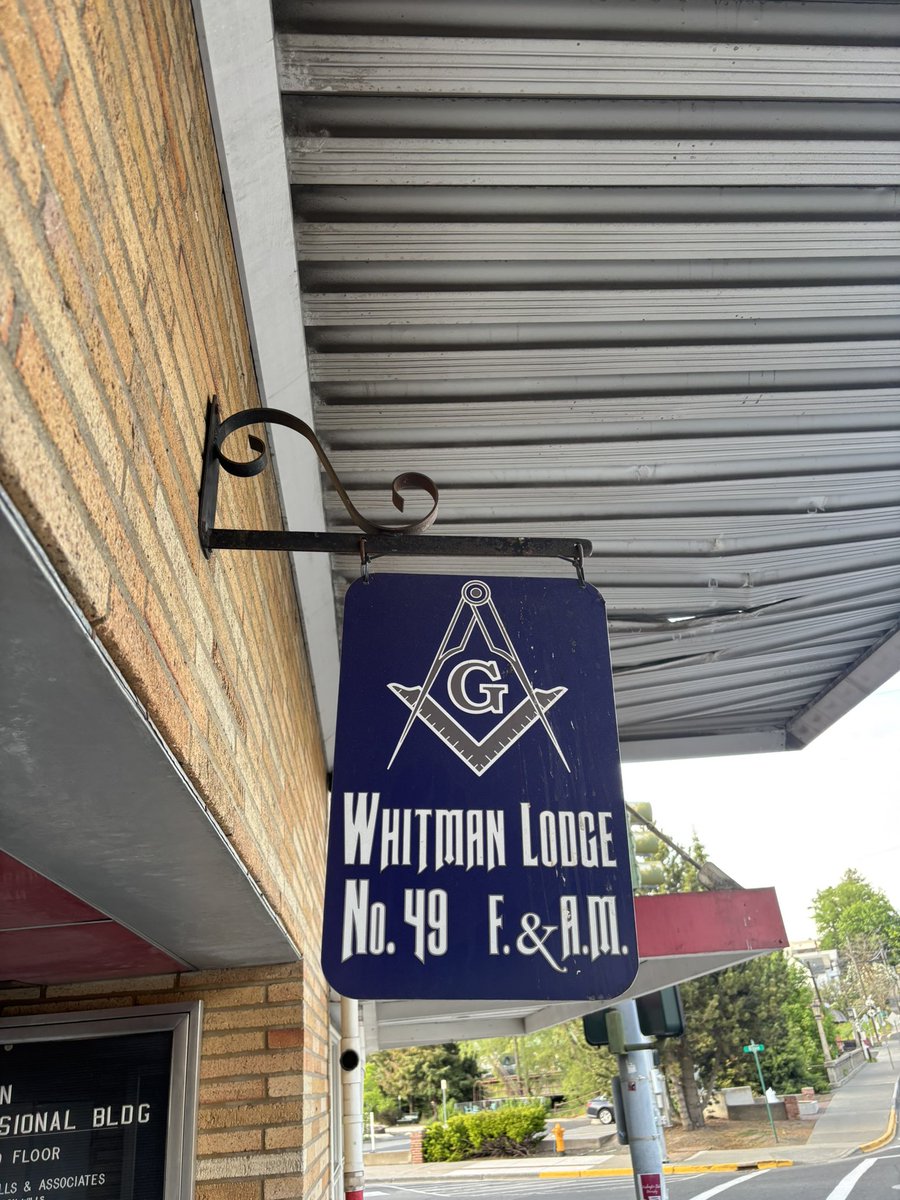 G
WHITMAN LODGE
No. 49 F. & A.M.
N
SIONAL BLDG
FLOOR
LLS & ASSOCIATES